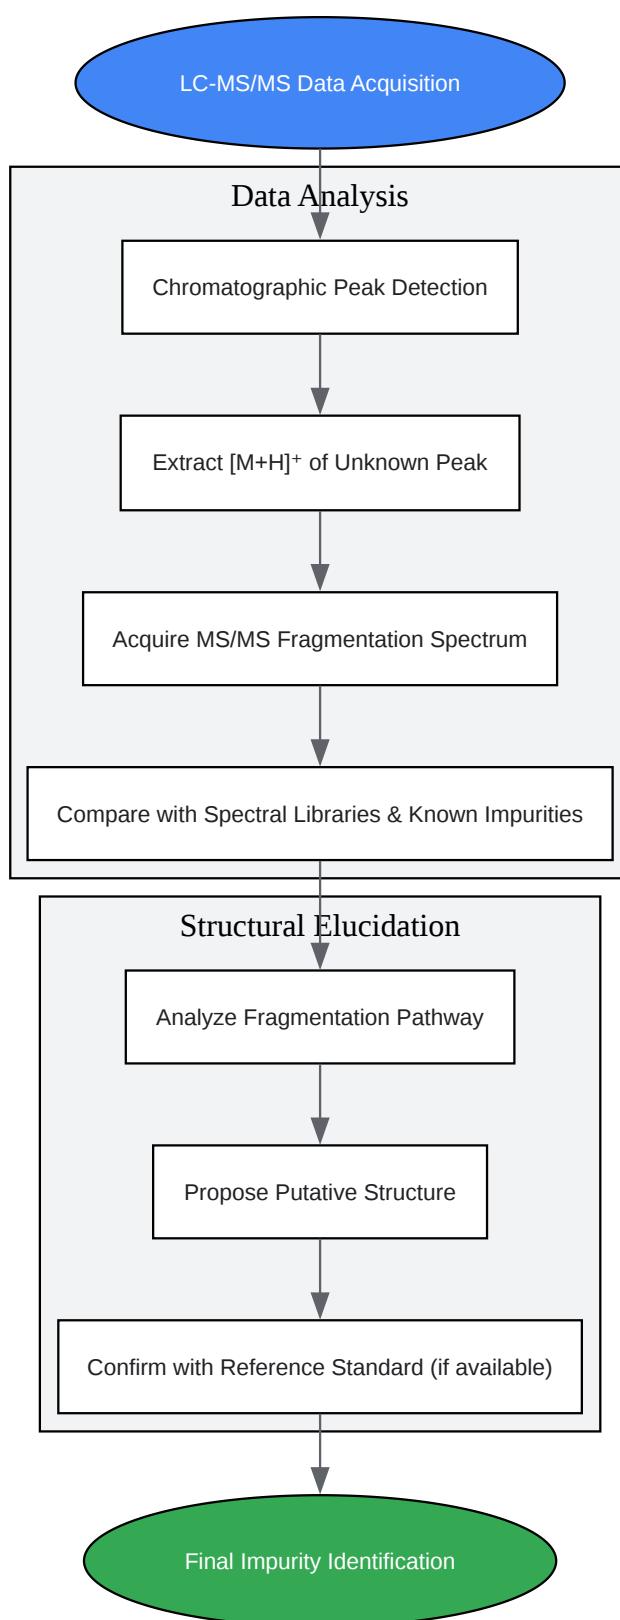 LC-MS/MS Data Acquisition
Data Analysis
Chromatographic Peak Detection
Extract [M+H]⁺ of Unknown Peak
Acquire MS/MS Fragmentation Spectrum
Compare with Spectral Libraries & Known Impurities
Structural Elucidation
Analyze Fragmentation Pathway
Propose Putative Structure
Confirm with Reference Standard (if available)
Final Impurity Identification